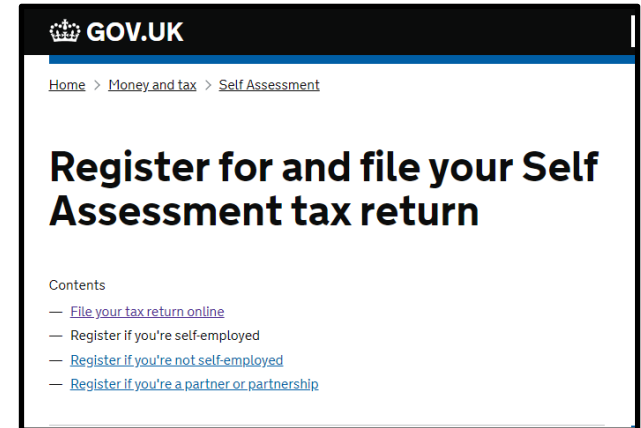 GOV.UK
Home > Money and tax > Self Assessment
Register for and file your Self
Assessment tax return
Contents
— File your tax return online
— Register if you're self-employed
— Register if you're not self-employed
— Register if you're a partner or partnership